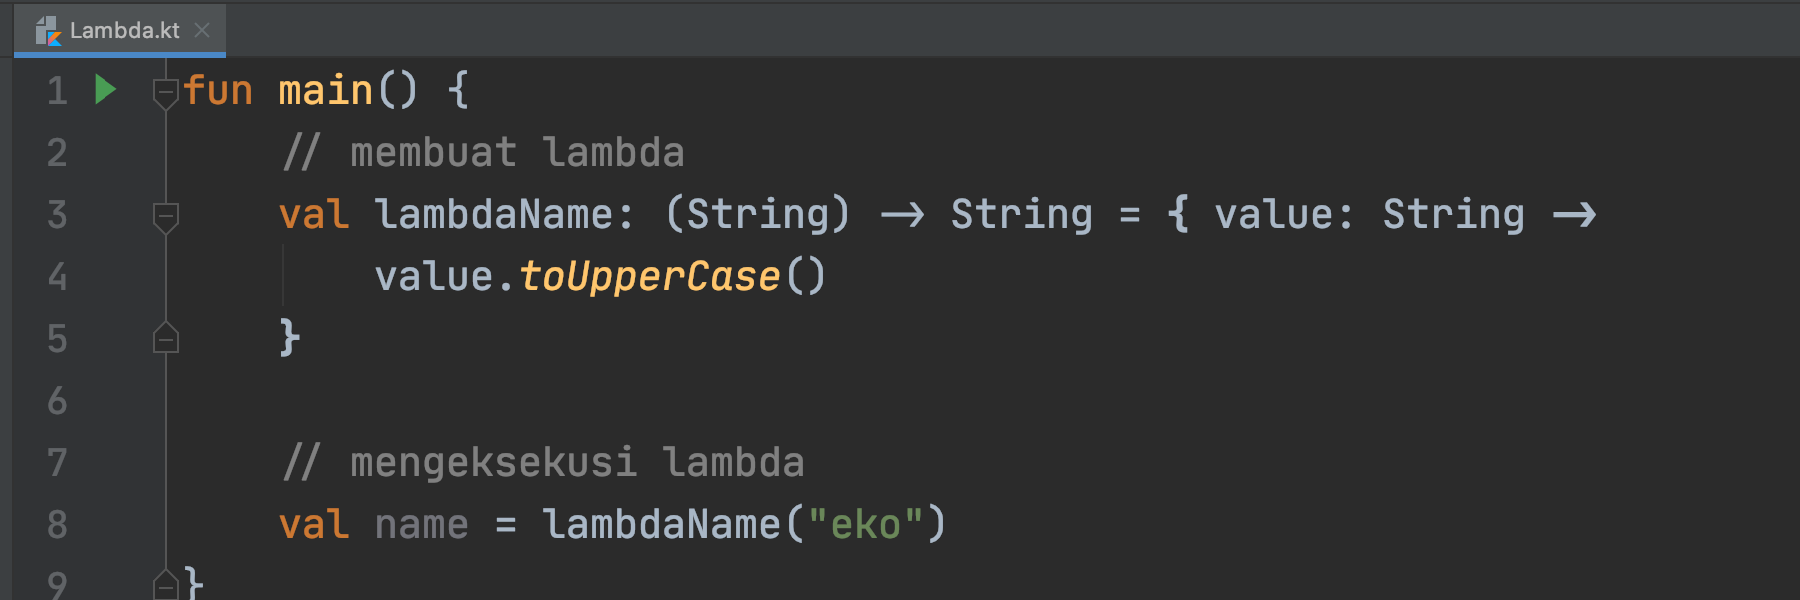 Lambda.kt
1 fun main() {
2 // membuat lambda
3 val lambdaName: (String) -> String = { value: String ->
4 value.toUpperCase()
5 }
6
7 // mengeksekusi lambda
8 val name = lambdaName("eko")
9 }